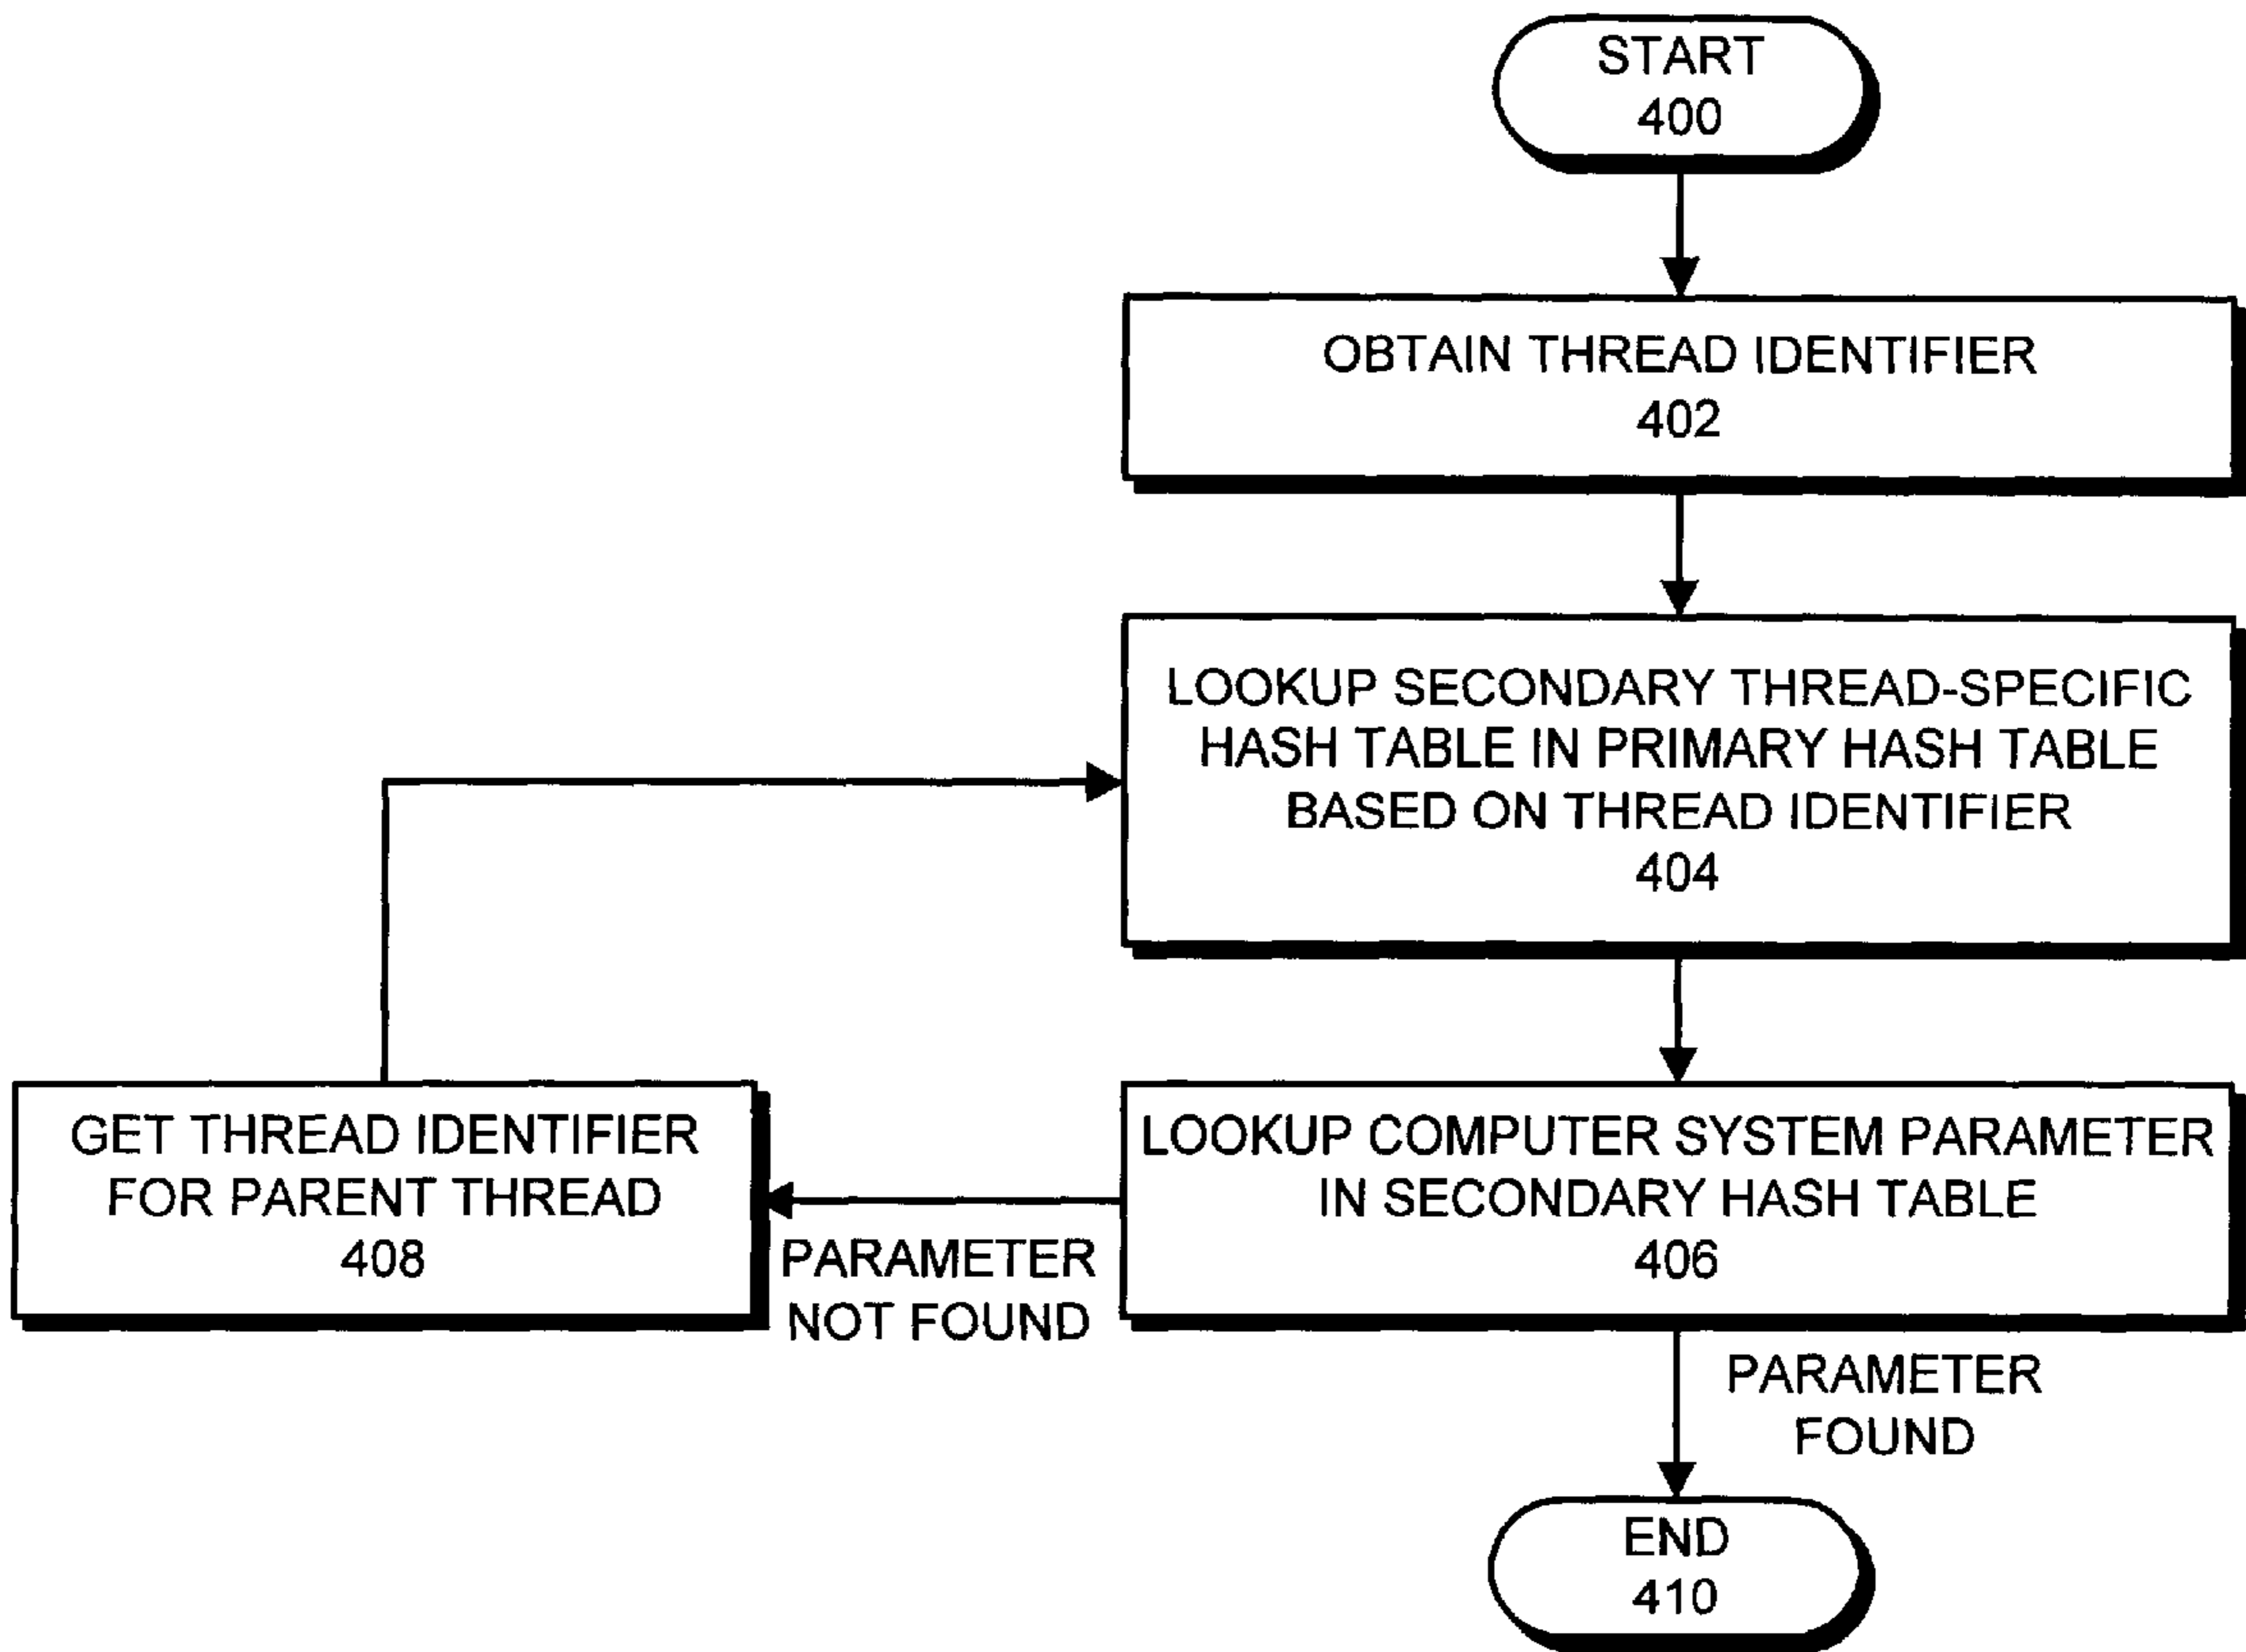 START
400
OBTAIN THREAD IDENTIFIER
402
LOOKUP SECONDARY THREAD-SPECIFIC
HASH TABLE IN PRIMARY HASH TABLE
BASED ON THREAD IDENTIFIER
404
LOOKUP COMPUTER SYSTEM PARAMETER
IN SECONDARY HASH TABLE
406
PARAMETER
NOT FOUND
GET THREAD IDENTIFIER
FOR PARENT THREAD
408
PARAMETER
FOUND
END
410